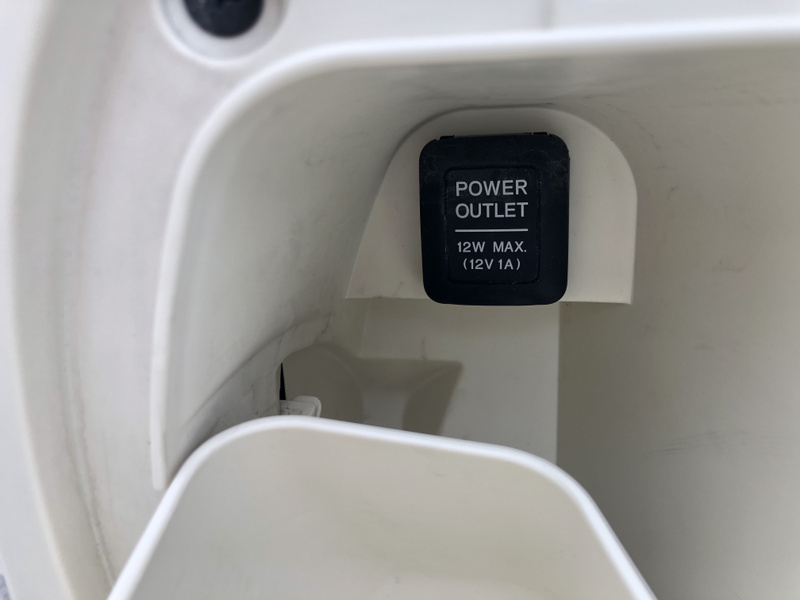 POWER
OUTLET
12W MAX.
(12V 1A)